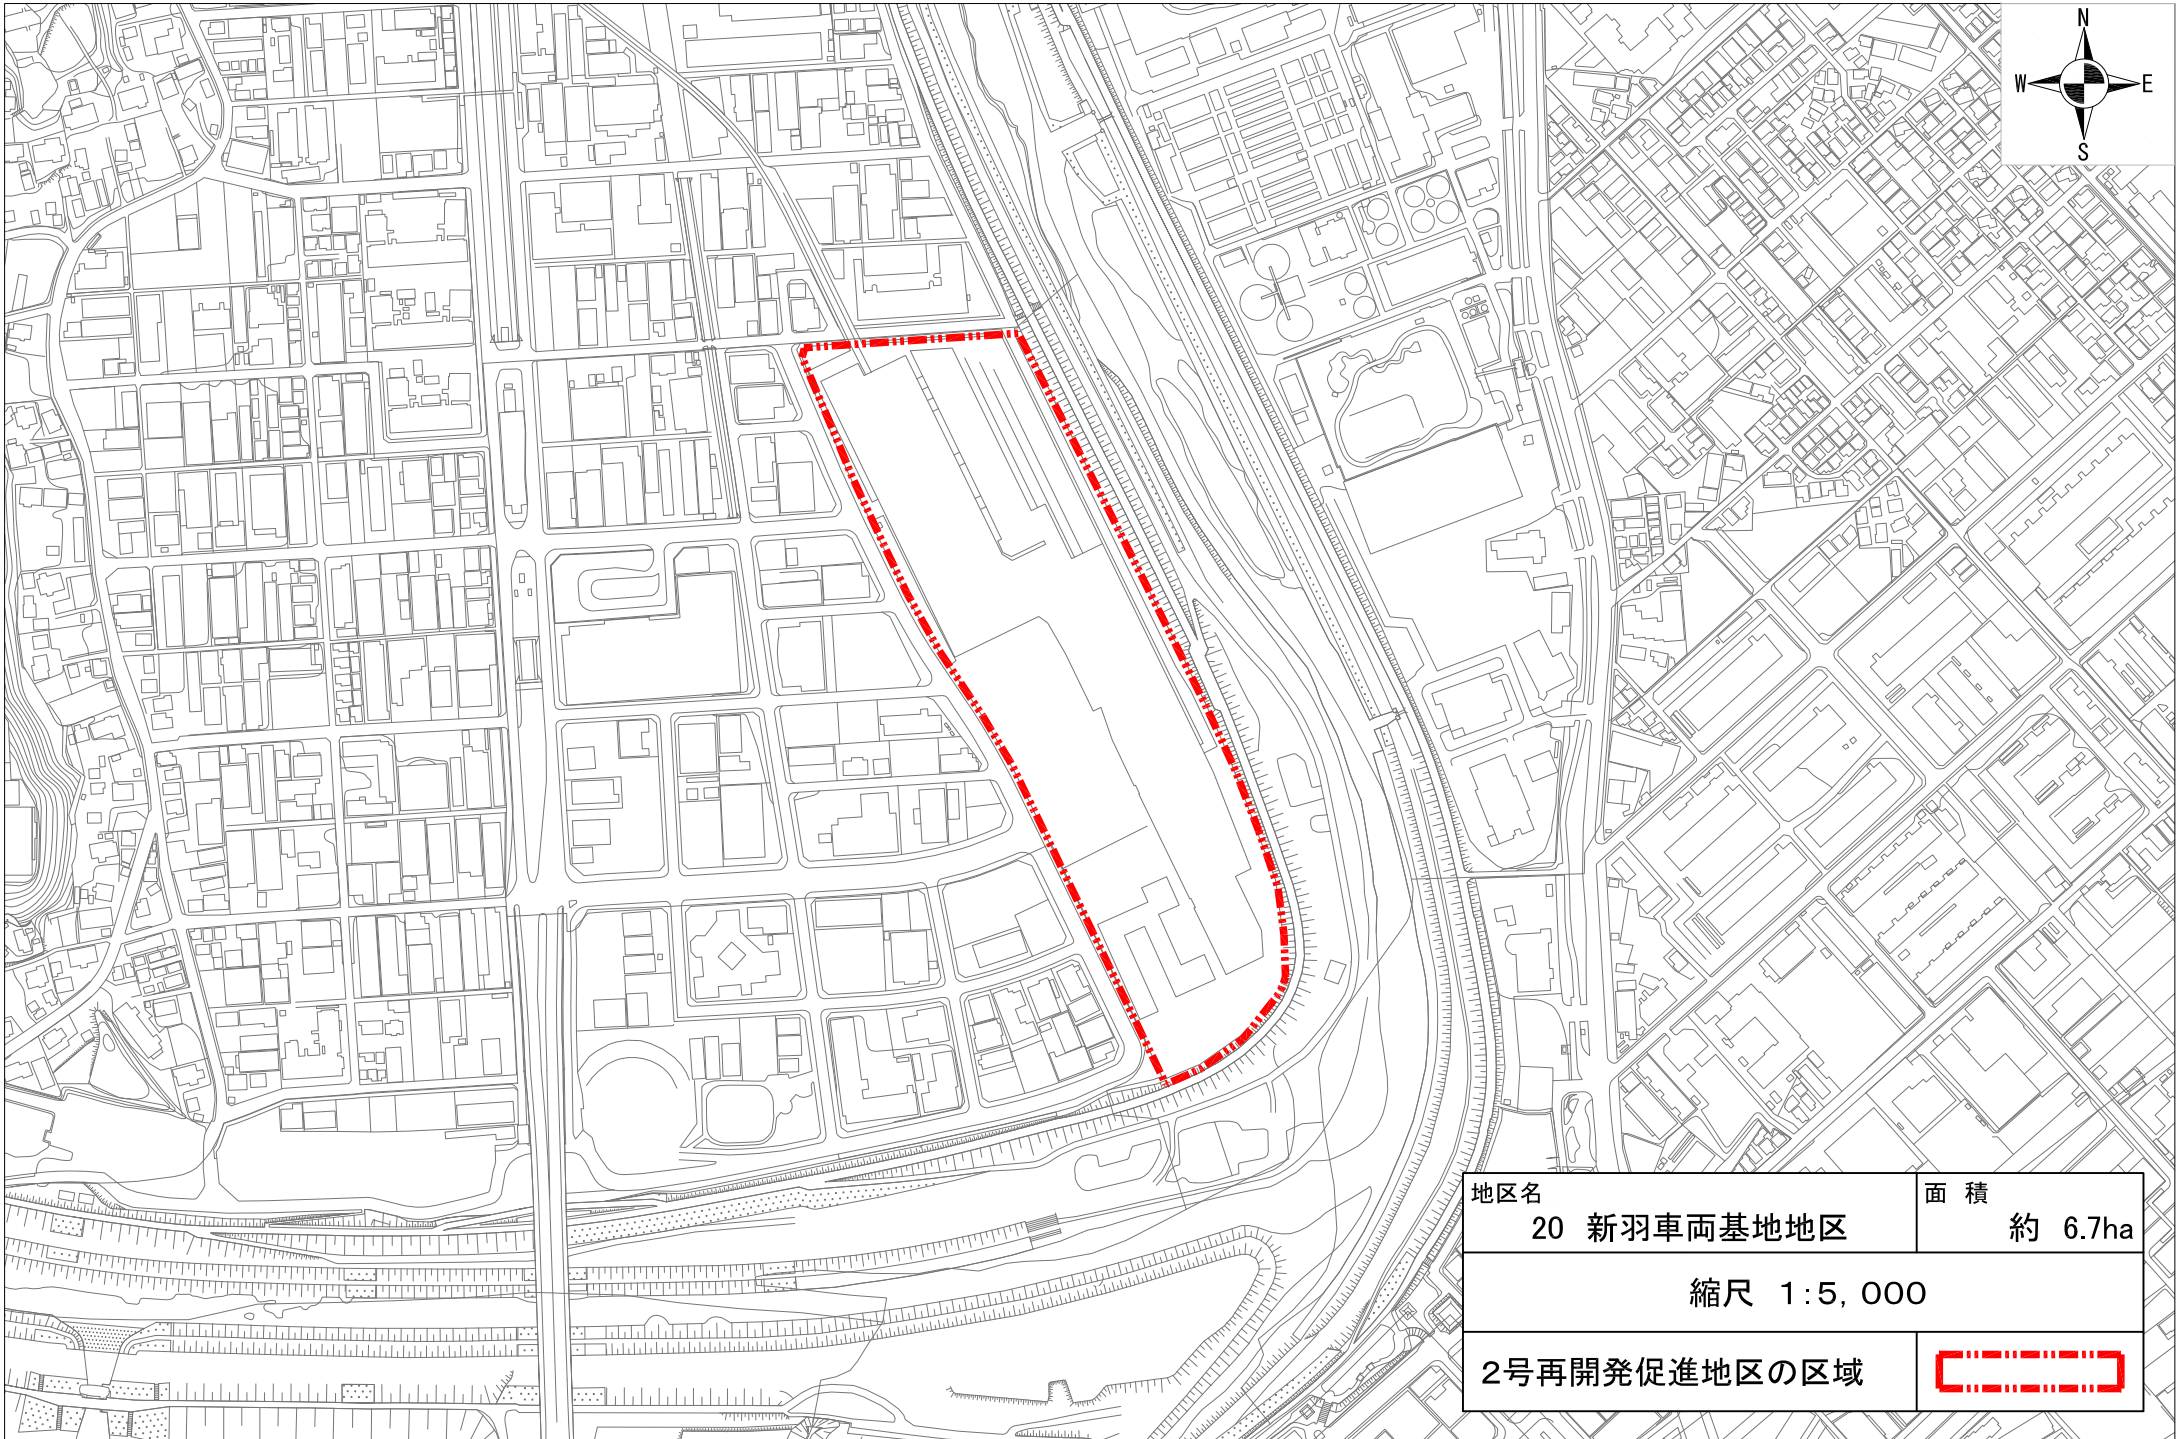 N
W E
S
地区名
20 新羽車両基地地区
面 積
約 6.7ha
縮尺 1:5,000
2号再開発促進地区の区域